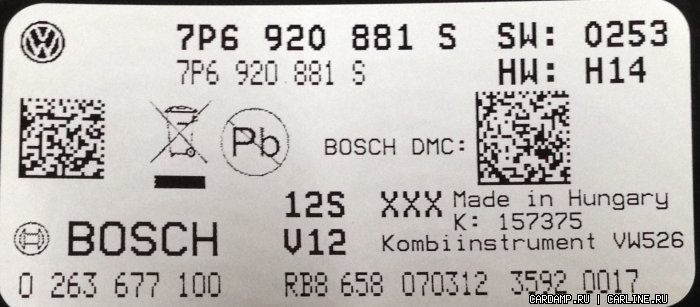 7P6 920 881 S SW: 0253
7P6 920 881 S HW: H14
Pb BOSCH DMC:
12S XXX Made in Hungary
K: 157375
BOSCH V12 Kombiinstrument VW526
0 263 677 100 RB8 658 070312 3592 0017
CARDAMP.RU | CARLINE.RU